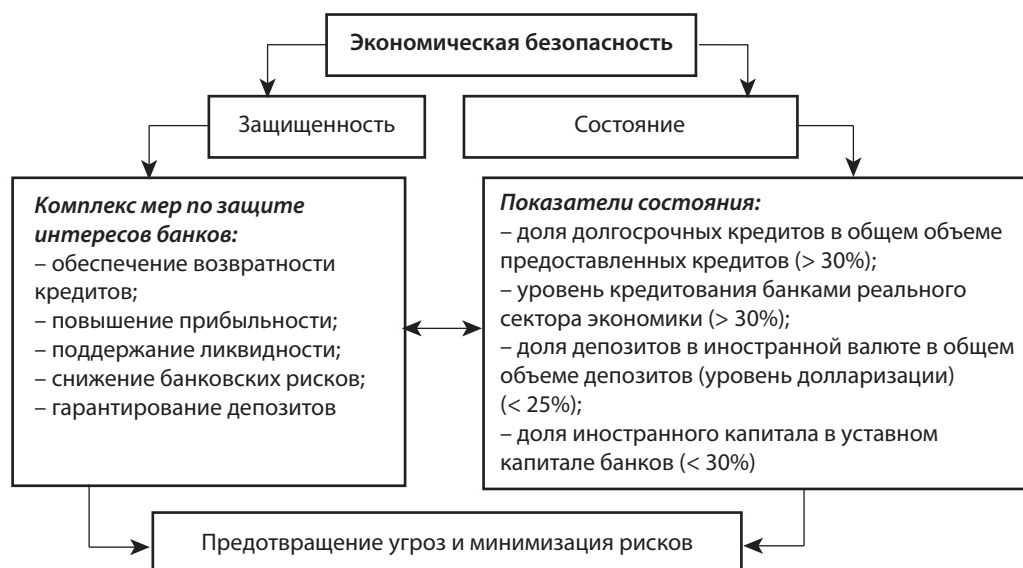 Экономическая безопасность
Защищенность
Состояние
Комплекс мер по защите
интересов банков:
– обеспечение возвратности
кредитов;
– повышение прибыльности;
– поддержание ликвидности;
– снижение банковских рисков;
– гарантирование депозитов
Показатели состояния:
– доля долгосрочных кредитов в общем объеме
предоставленных кредитов (> 30%);
– уровень кредитования банками реального
сектора экономики (> 30%);
– доля депозитов в иностранной валюте в общем
объеме депозитов (уровень долларизации)
(< 25%);
– доля иностранного капитала в уставном
капитале банков (< 30%)
Предотвращение угроз и минимизация рисков